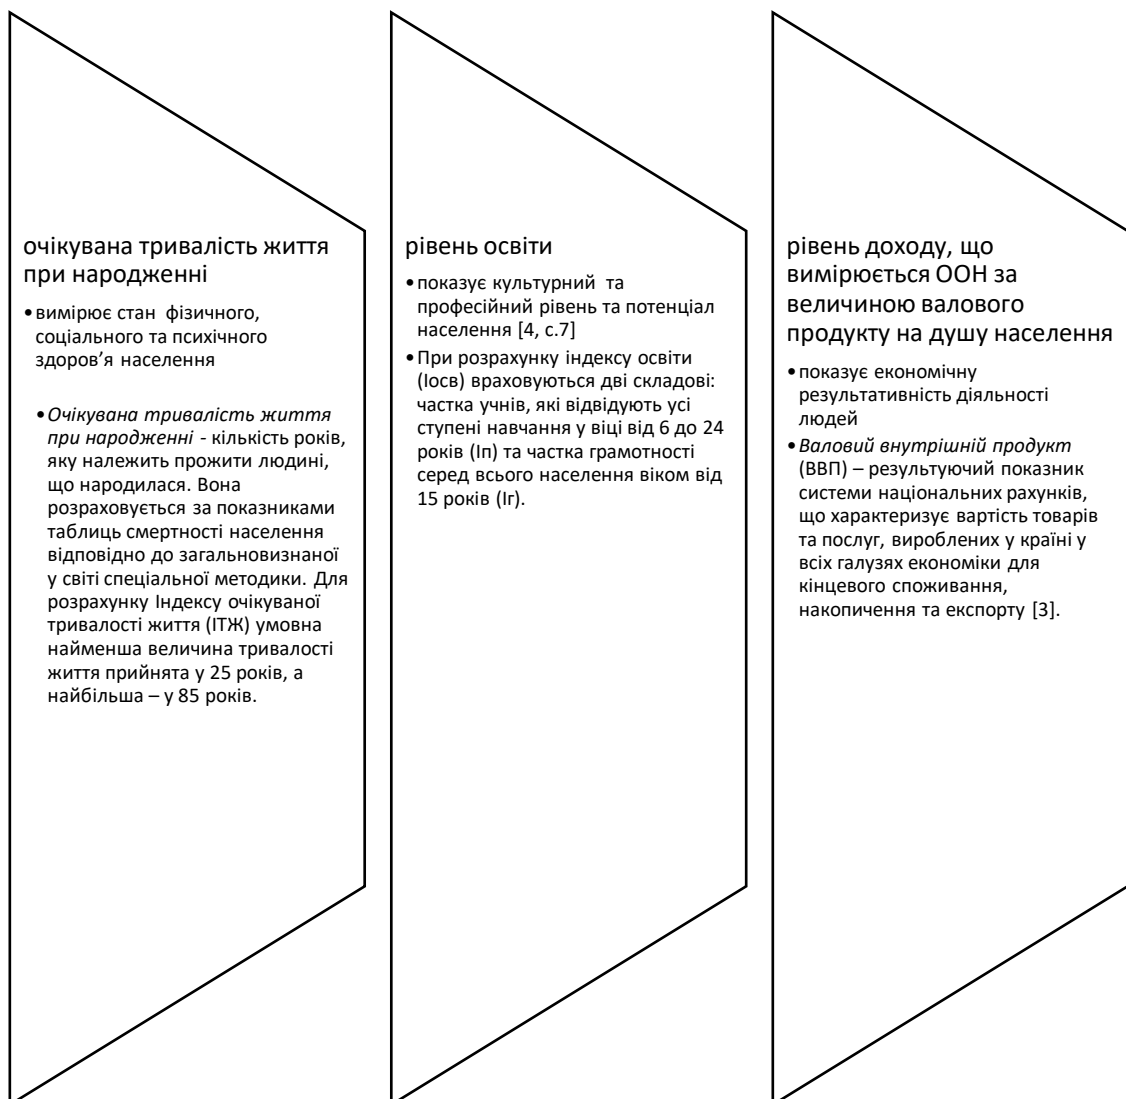 очікувана тривалість життя
при народженні
•вимірює стан фізичного,
соціального та психічного
здоров’я населення
•Очікувана тривалість життя
при народженні - кількість років,
яку належить прожити людині,
що народилася. Вона
розраховується за показниками
таблиць смертності населення
відповідно до загальновизнаної
у світі спеціальної методики. Для
розрахунку Індексу очікуваної
тривалості життя (ІТЖ) умовна
найменша величина тривалості
життя прийнята у 25 років, а
найбільша – у 85 років.
рівень освіти
•показує культурний та
професійний рівень та потенціал
населення [4, с.7]
•При розрахунку індексу освіти
(Іосв) враховуються дві складові:
частка учнів, які відвідують усі
ступені навчання у віці від 6 до 24
років (Іп) та частка грамотності
серед всього населення віком від
15 років (Іг).
рівень доходу, що
вимірюється ООН за
величиною валового
продукту на душу населення
•показує економічну
результативність діяльності
людей
•Валовий внутрішній продукт
(ВВП) – результуючий показник
системи національних рахунків,
що характеризує вартість товарів
та послуг, вироблених у країні у
всіх галузях економіки для
кінцевого споживання,
накопичення та експорту [3].